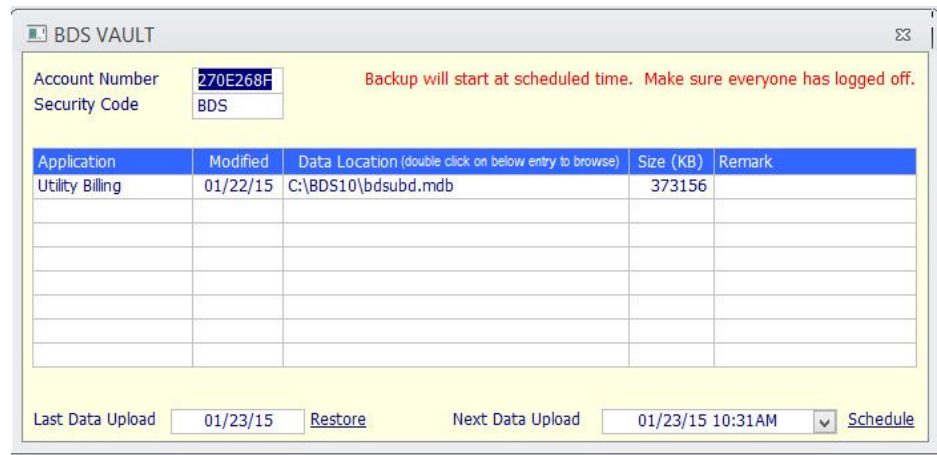 BDS VAULT
Account Number 270E268F Backup will start at scheduled time. Make sure everyone has logged off.
Security Code BDS
Application Modified Data Location (double click on below entry to browse) Size (KB) Remark
Utility Billing 01/22/15 C:\BDS10\bdsubd.mdb 373156
Last Data Upload 01/23/15 Restore Next Data Upload 01/23/15 10:31AM Schedule